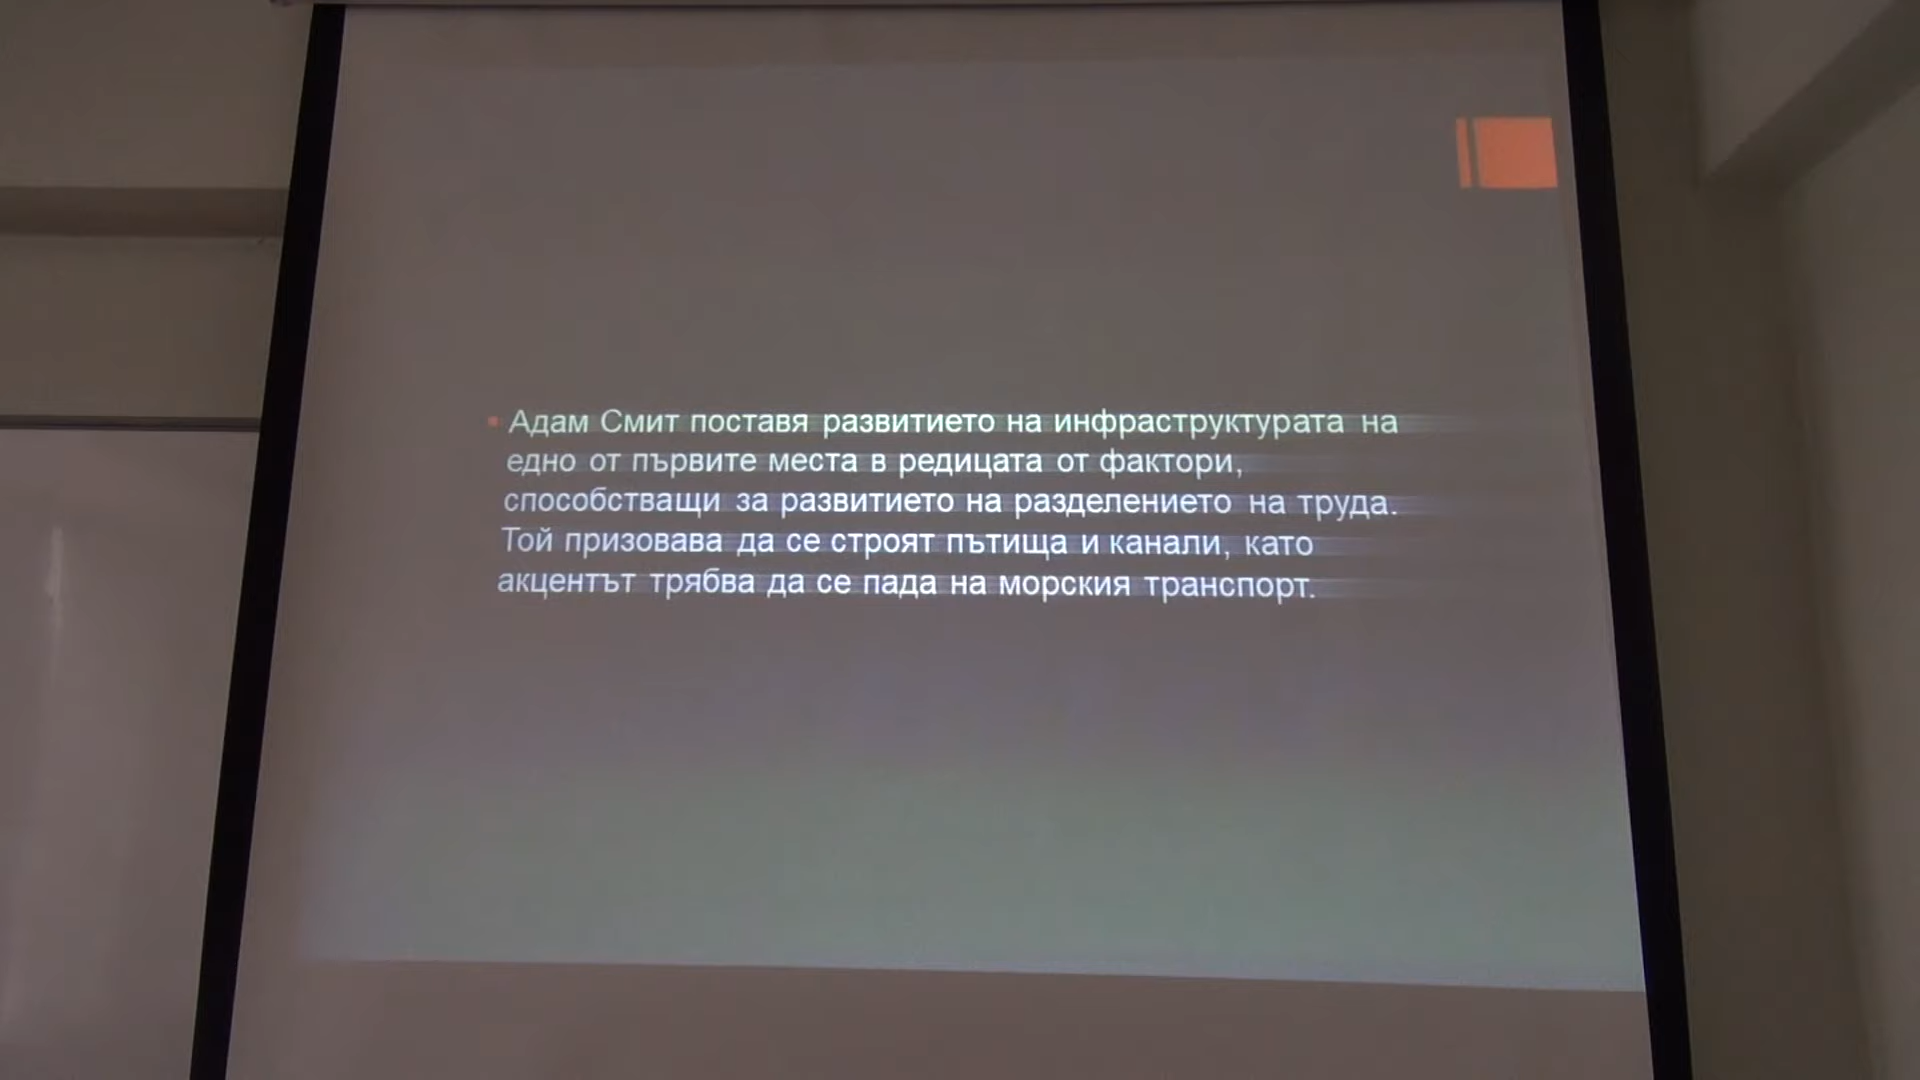 Адам Смит поставя развитието на инфраструктурата на
едно от първите места в редицата от фактори,
способстващи за развитието на разделението на труда.
Той призовава да се строят пътища и канали, като
акцентът трябва да се пада на морския транспорт.